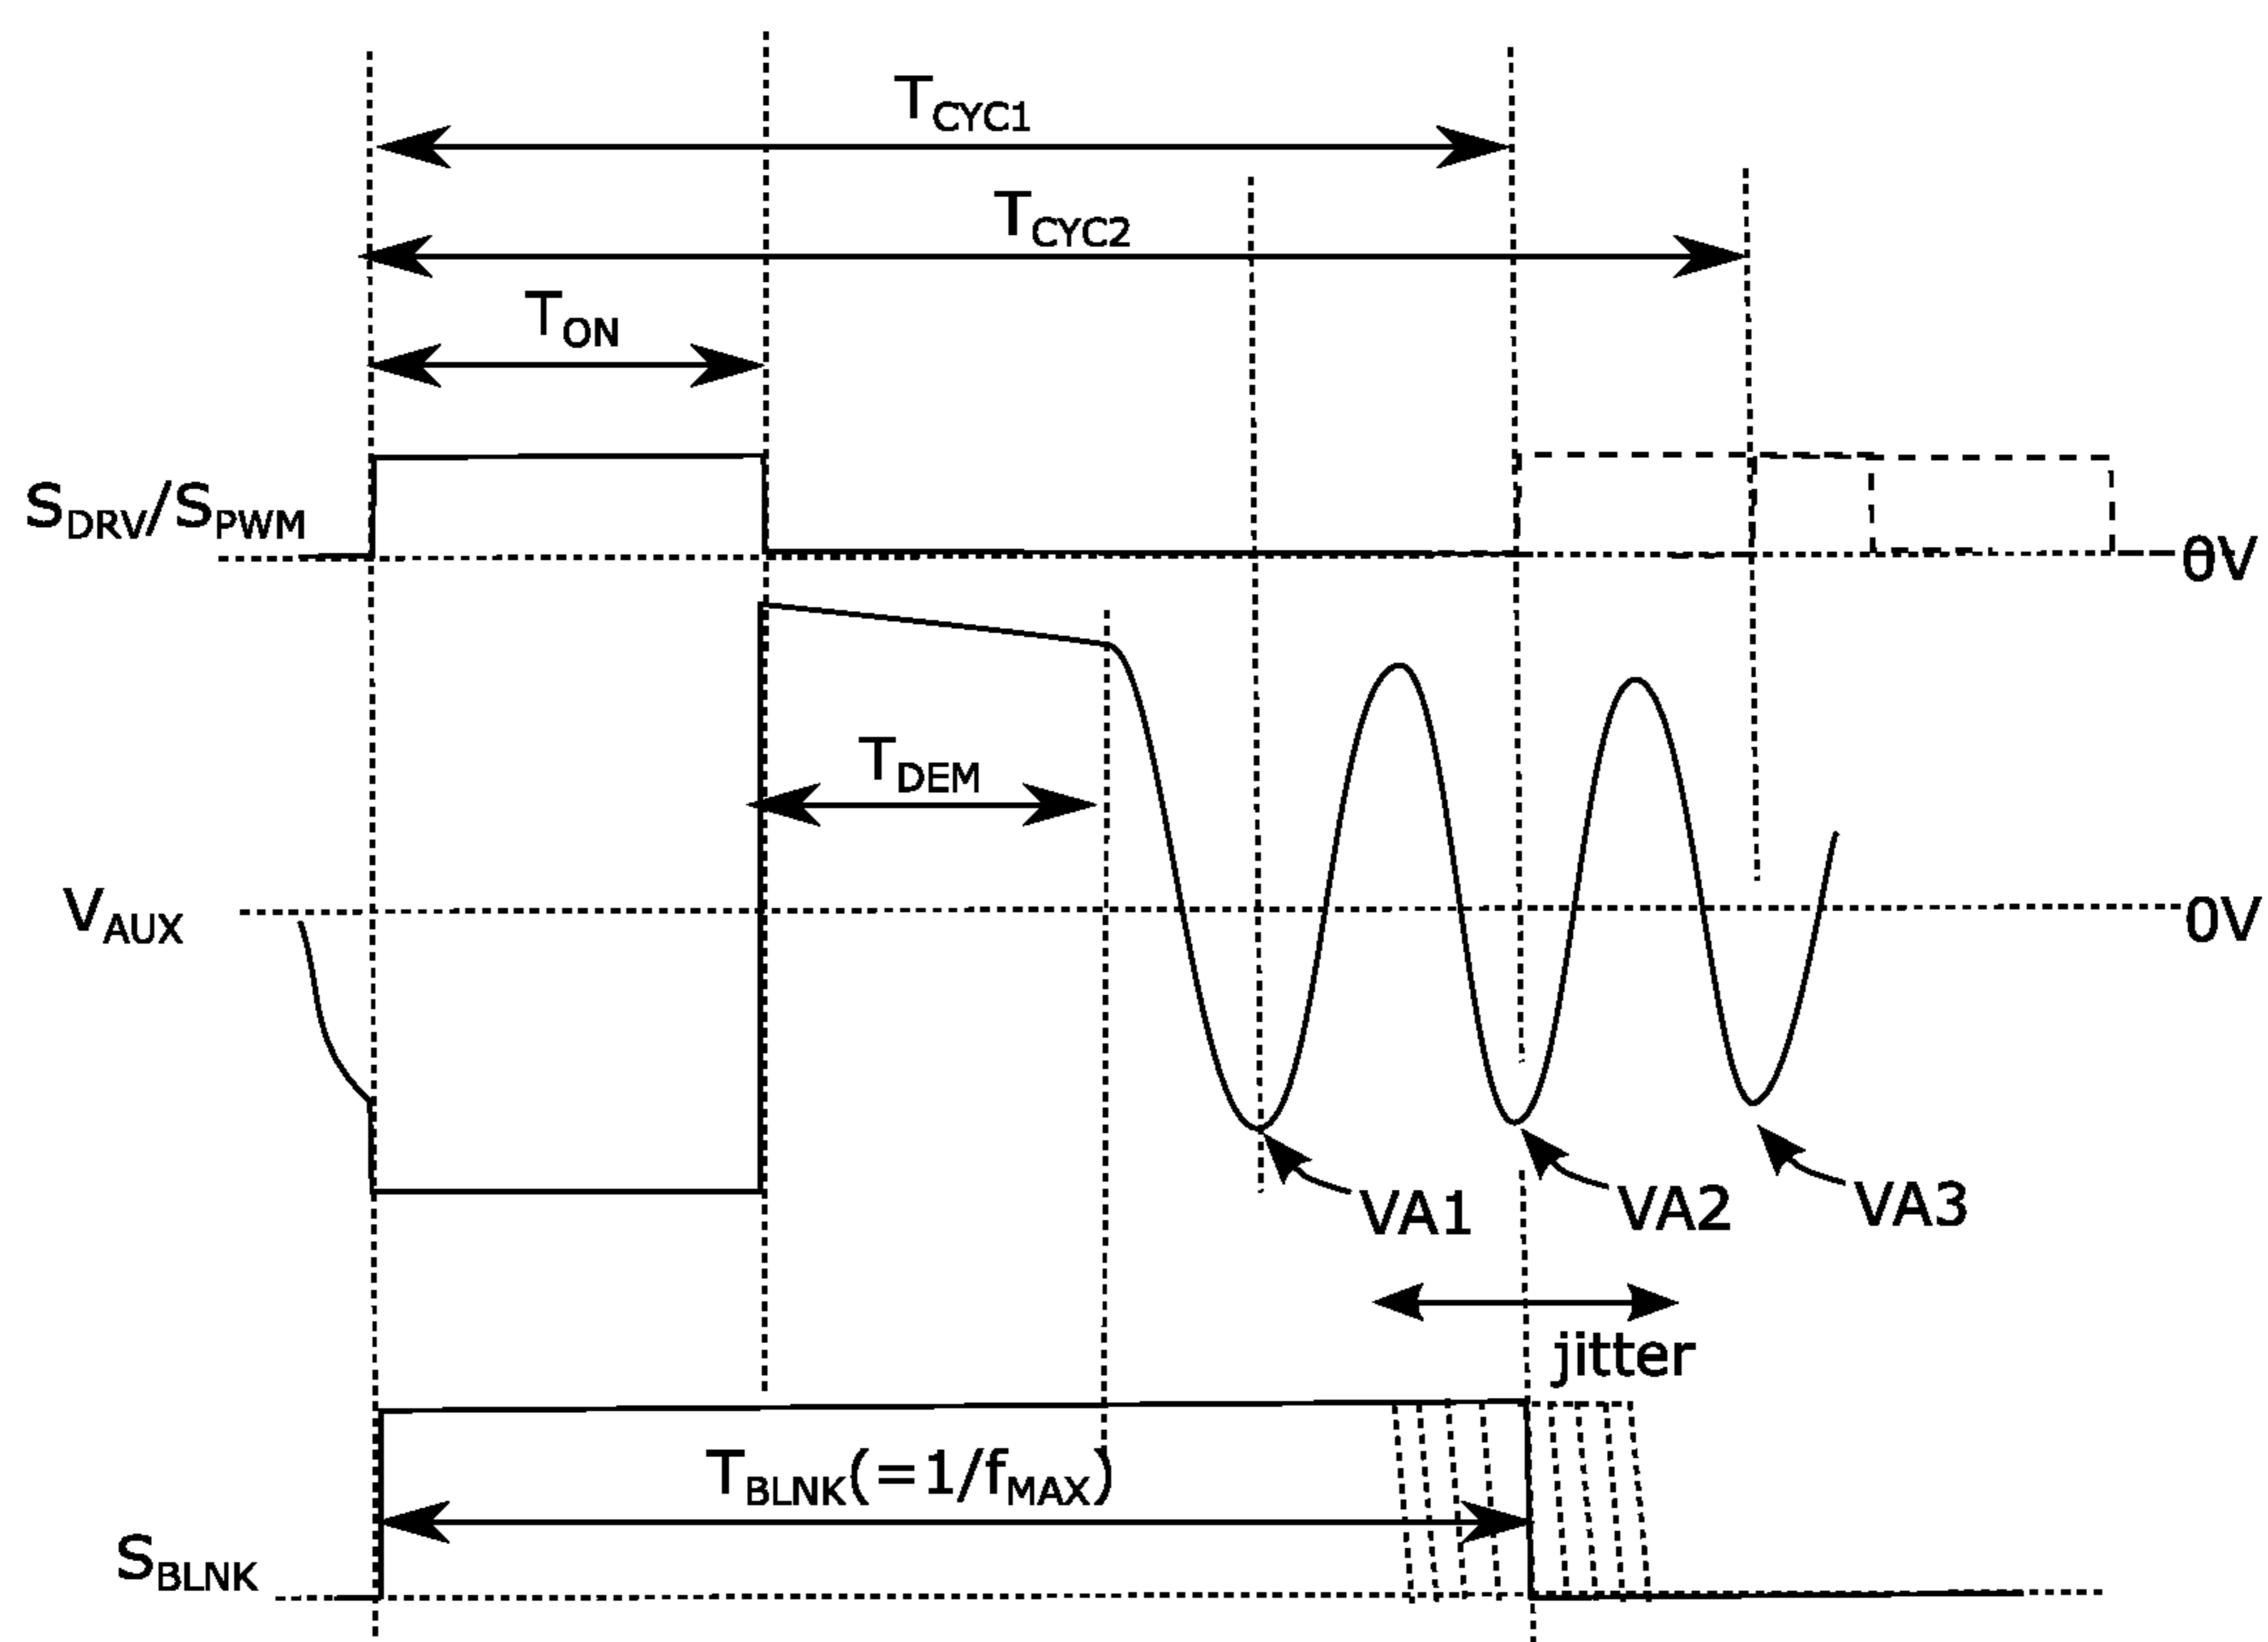 TCYC1
TCYC2
TON
SDRV/SPWM
0V
TDEM
VAUX
0V
VA1
VA2
VA3
jitter
TBLNK(=1/fMAX)
SBLNK